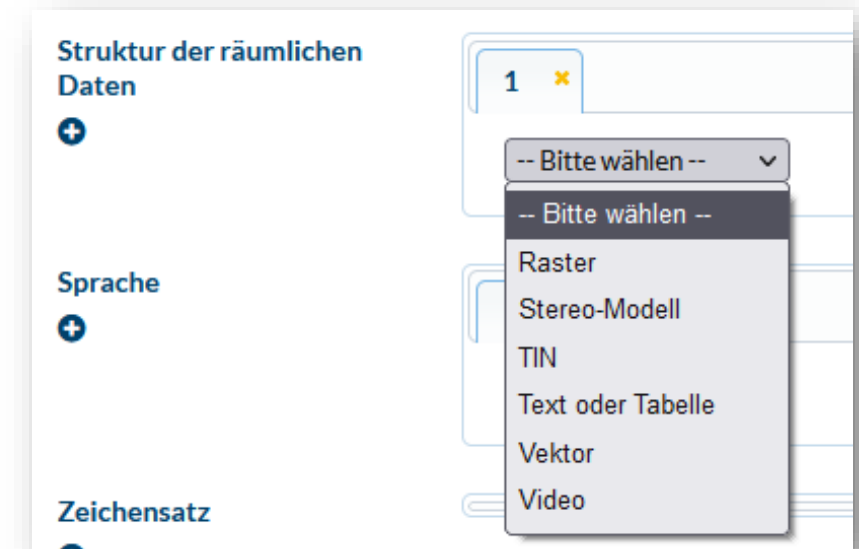 Struktur der räumlichen
Daten
1
-- Bitte wählen --
-- Bitte wählen --
Raster
Stereo-Modell
TIN
Text oder Tabelle
Vektor
Video
Sprache
Zeichensatz